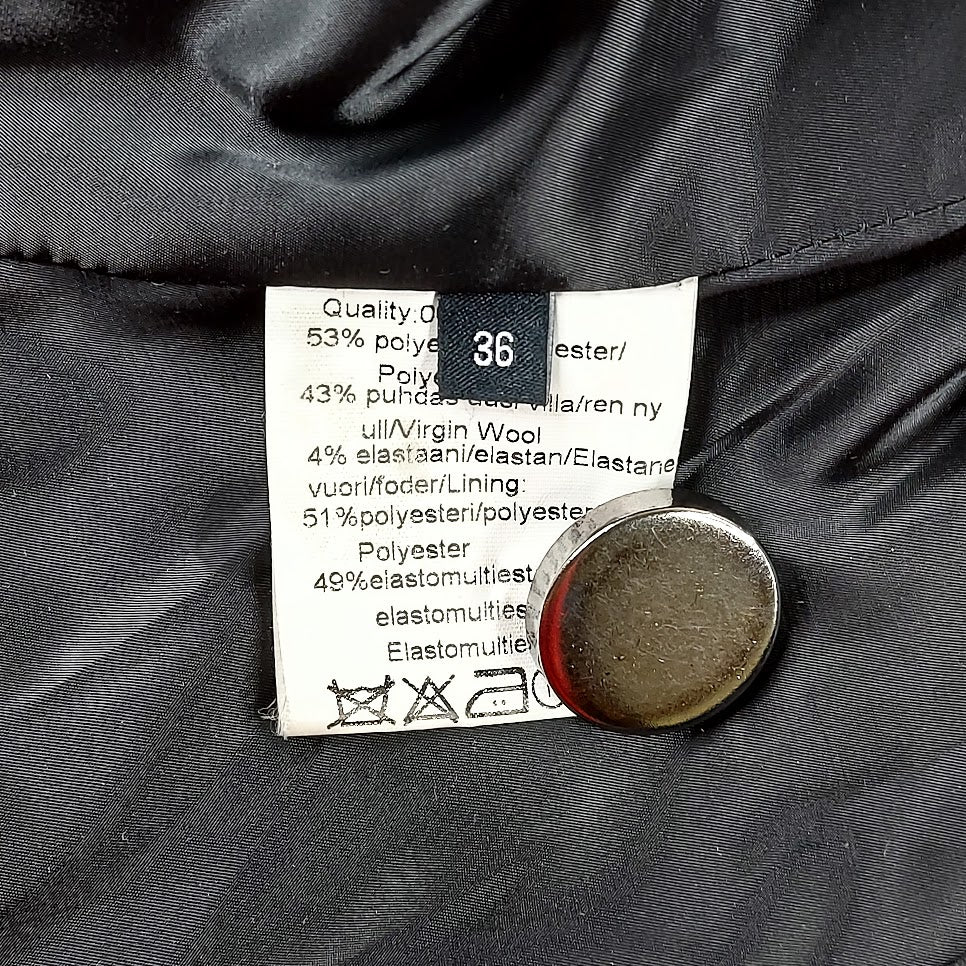 Quality:0
36
53% polye ester/
Polye
43% puhdas uusi villa/ren ny
ull/Virgin Wool
4% elastaani/elastan/Elastane
vuori/foder/Lining:
51%polyesteri/polyester
Polyester
49%elastomultiest
elastomulties
Elastomultie